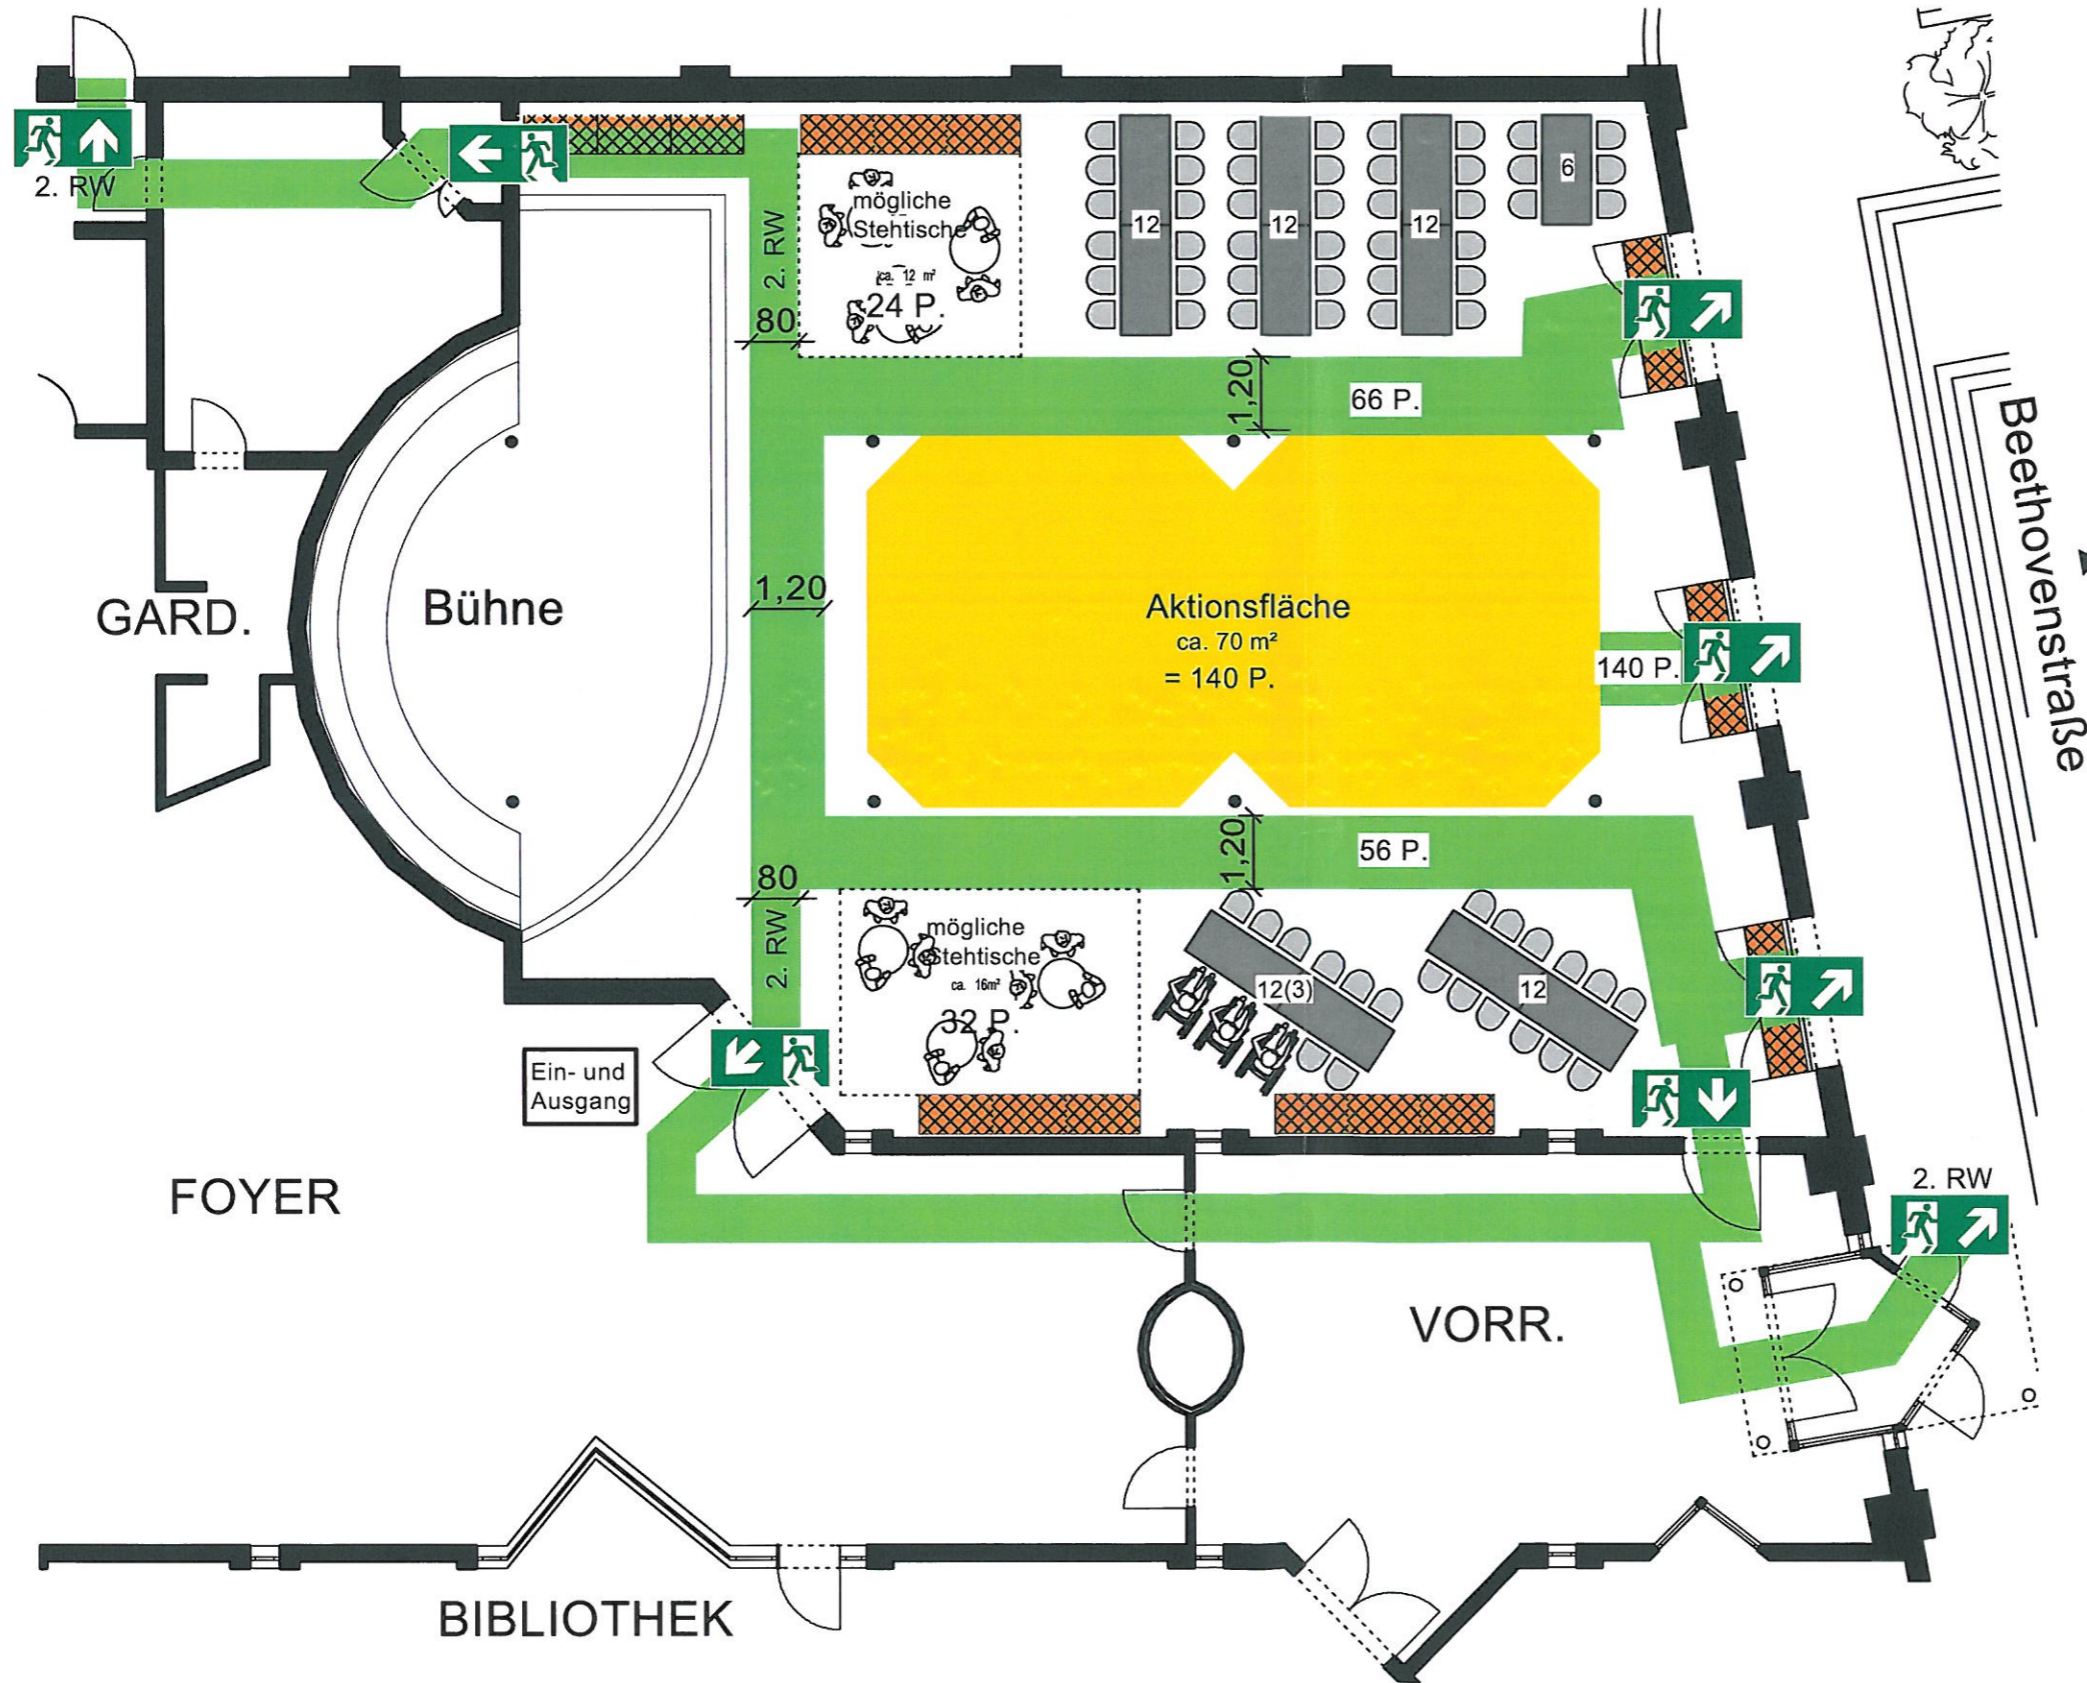 2. RW
2. RW
80
mögliche
Stehtische
ca. 12 m²
24 P.
12
12
12
6
1,20
66 P.
Beethovenstraße
GARD.
Bühne
1,20
Aktionsfläche
ca. 70 m²
= 140 P.
140 P.
1,20
56 P.
80
2. RW
mögliche
Stehtische
ca. 16m²
32 P.
12(3)
12
Ein- und
Ausgang
FOYER
2. RW
VORR.
BIBLIOTHEK